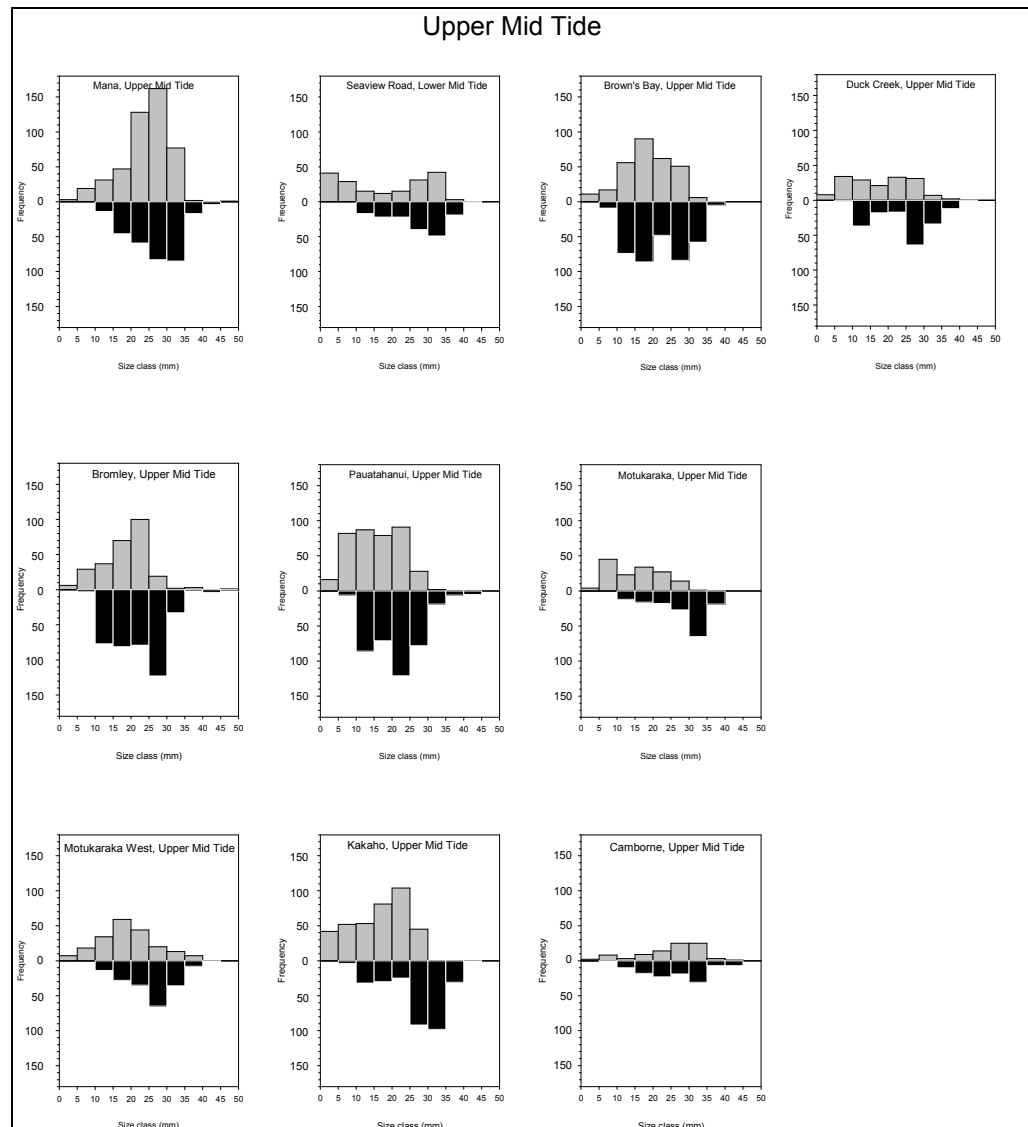 Upper Mid Tide
Mana, Upper Mid Tide
Frequency
150
100
50
0
50
100
150
0 5 10 15 20 25 30 35 40 45 50
Size class (mm)
Seaview Road, Lower Mid Tide
Frequency
150
100
50
0
50
100
150
0 5 10 15 20 25 30 35 40 45 50
Size class (mm)
Brown's Bay, Upper Mid Tide
Frequency
150
100
50
0
50
100
150
0 5 10 15 20 25 30 35 40 45 50
Size class (mm)
Duck Creek, Upper Mid Tide
Frequency
150
100
50
0
50
100
150
0 5 10 15 20 25 30 35 40 45 50
Size class (mm)
Bromley, Upper Mid Tide
Frequency
150
100
50
0
50
100
150
0 5 10 15 20 25 30 35 40 45 50
Size class (mm)
Pauatahanui, Upper Mid Tide
Frequency
150
100
50
0
50
100
150
0 5 10 15 20 25 30 35 40 45 50
Size class (mm)
Motukaraka, Upper Mid Tide
Frequency
150
100
50
0
50
100
150
0 5 10 15 20 25 30 35 40 45 50
Size class (mm)
Motukaraka West, Upper Mid Tide
Frequency
150
100
50
0
50
100
150
0 5 10 15 20 25 30 35 40 45 50
Size class (mm)
Kakaho, Upper Mid Tide
Frequency
150
100
50
0
50
100
150
0 5 10 15 20 25 30 35 40 45 50
Size class (mm)
Camborne, Upper Mid Tide
Frequency
150
100
50
0
50
100
150
0 5 10 15 20 25 30 35 40 45 50
Size class (mm)